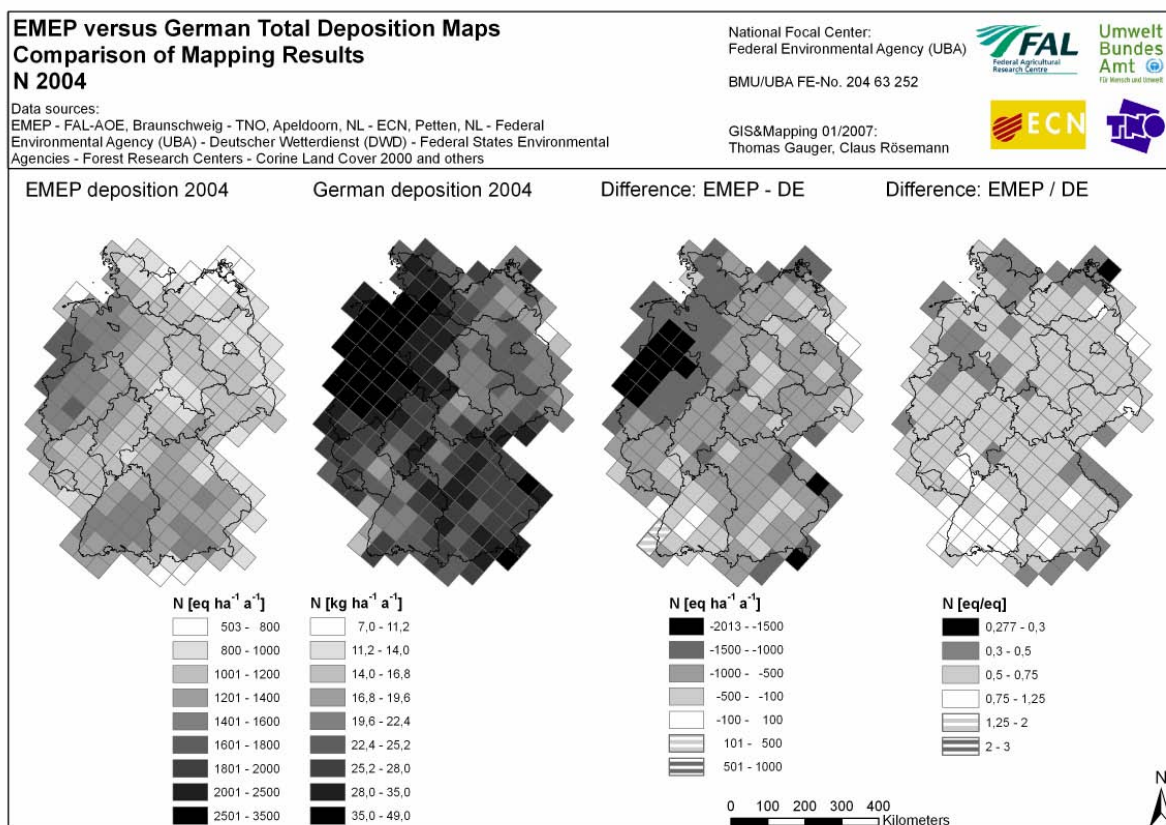 EMEP versus German Total Deposition Maps
Comparison of Mapping Results
N 2004
Data sources:
EMEP - FAL-AOE, Braunschweig - TNO, Apeldoorn, NL - ECN, Petten, NL - Federal
Environmental Agency (UBA) - Deutscher Wetterdienst (DWD) - Federal States Environmental
Agencies - Forest Research Centers - Corine Land Cover 2000 and others
National Focal Center:
Federal Environmental Agency (UBA)
BMU/UBA FE-No. 204 63 252
GIS&Mapping 01/2007:
Thomas Gauger, Claus Rösemann
FAL
Federal Agricultural
Research Centre
Umwelt
Bundes
Amt
Für Mensch und Umwelt
ECN
TNO
EMEP deposition 2004
German deposition 2004
Difference: EMEP - DE
Difference: EMEP / DE
N [eq ha⁻¹ a⁻¹]
503 - 800
800 - 1000
1001 - 1200
1201 - 1400
1401 - 1600
1601 - 1800
1801 - 2000
2001 - 2500
2501 - 3500
N [kg ha⁻¹ a⁻¹]
7,0 - 11,2
11,2 - 14,0
14,0 - 16,8
16,8 - 19,6
19,6 - 22,4
22,4 - 25,2
25,2 - 28,0
28,0 - 35,0
35,0 - 49,0
N [eq ha⁻¹ a⁻¹]
-2013 - -1500
-1500 - -1000
-1000 - -500
-500 - -100
-100 - 100
101 - 500
501 - 1000
N [eq/eq]
0,277 - 0,3
0,3 - 0,5
0,5 - 0,75
0,75 - 1,25
1,25 - 2
2 - 3
0 100 200 300 400
Kilometers
N